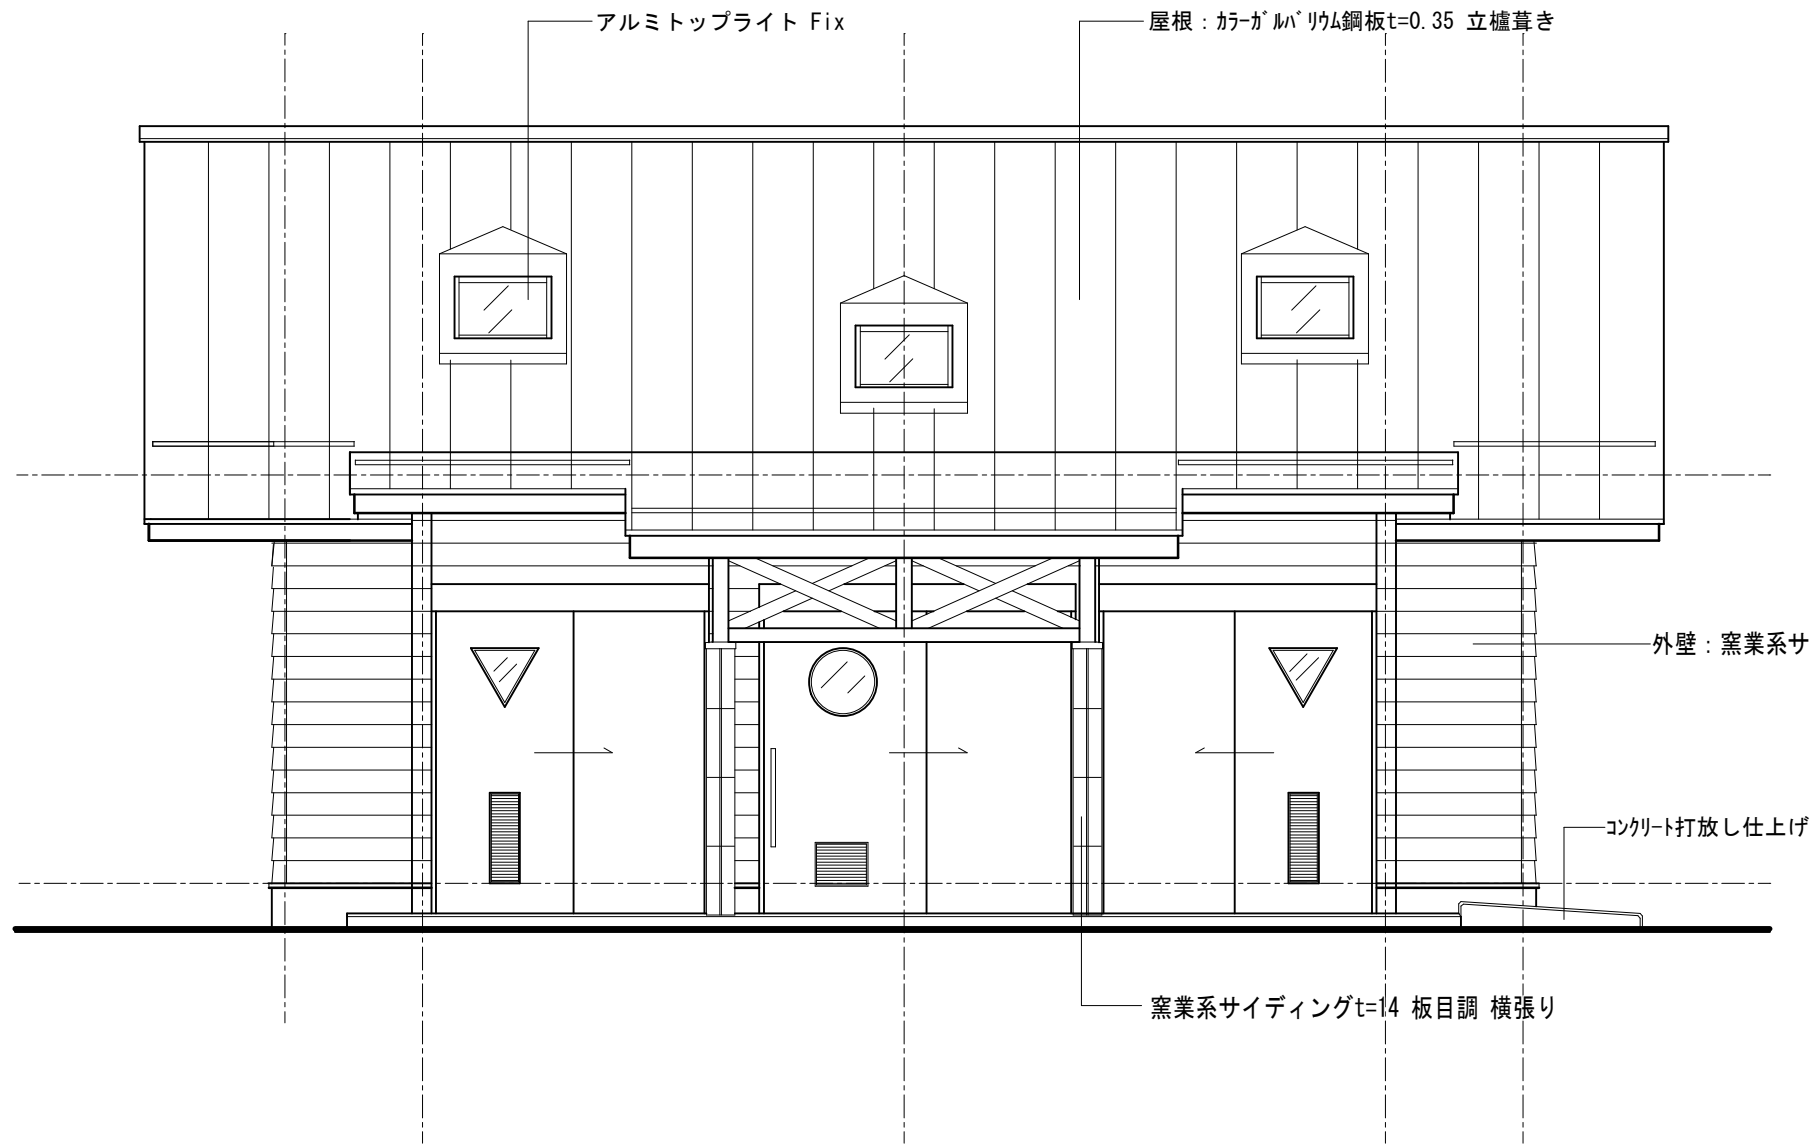 アルミトップライト Fix
屋根：ｶﾗｰｶﾞﾙﾊﾞﾘｳﾑ鋼板t=0.35 立櫨葺き
外壁：窯業系サ
ｺﾝｸﾘｰﾄ打放し仕上げ
窯業系サイディングt=14 板目調 横張り